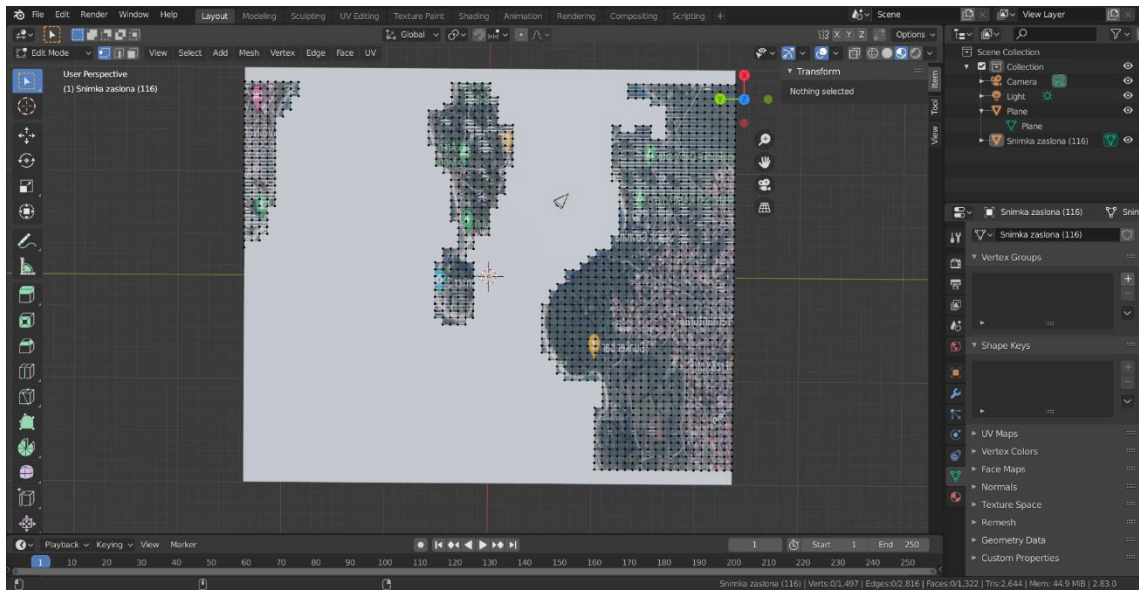 File Edit Render Window Help Layout Modeling Sculpting UV Editing Texture Paint Shading Animation Rendering Compositing Scripting + Scene View Layer
Global X Y Z Options
Edit Mode View Select Add Mesh Vertex Edge Face UV
User Perspective
(1) Snimka zaslona (116)
Transform
Nothing selected
Item
Tool
View
X
Y
Z
Scene Collection
Collection
Camera
Light
Plane
Plane
Snimka zaslona (116)
Snimka zaslona (116) Snim
Snimka zaslona (116)
Vertex Groups
Shape Keys
UV Maps
Vertex Colors
Face Maps
Normals
Texture Space
Remesh
Geometry Data
Custom Properties
Playback Keying View Marker 1 Start 1 End 250
1 10 20 30 40 50 60 70 80 90 100 110 120 130 140 150 160 170 180 190 200 210 220 230 240 250
Snimka zaslona (116) | Verts:0/1,497 | Edges:0/2,816 | Faces:0/1,322 | Tris:2,644 | Mem: 44.9 MiB | 2.83.0